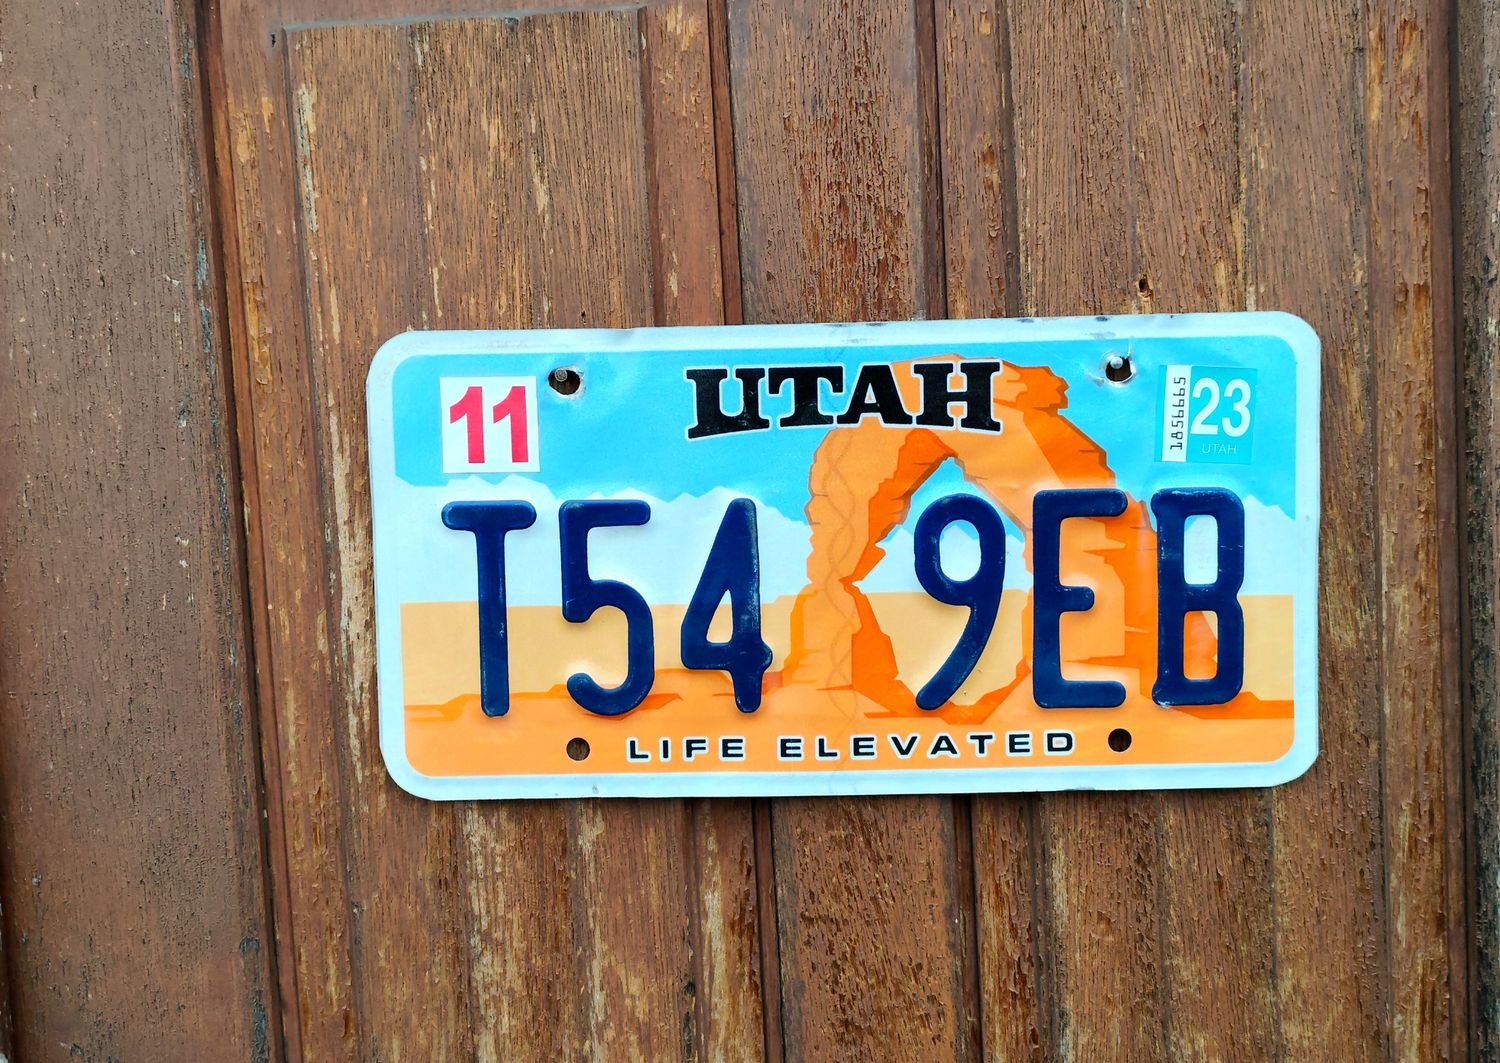 UTAH
11
1856665
23
UTAH
T54 9EB
LIFE ELEVATED